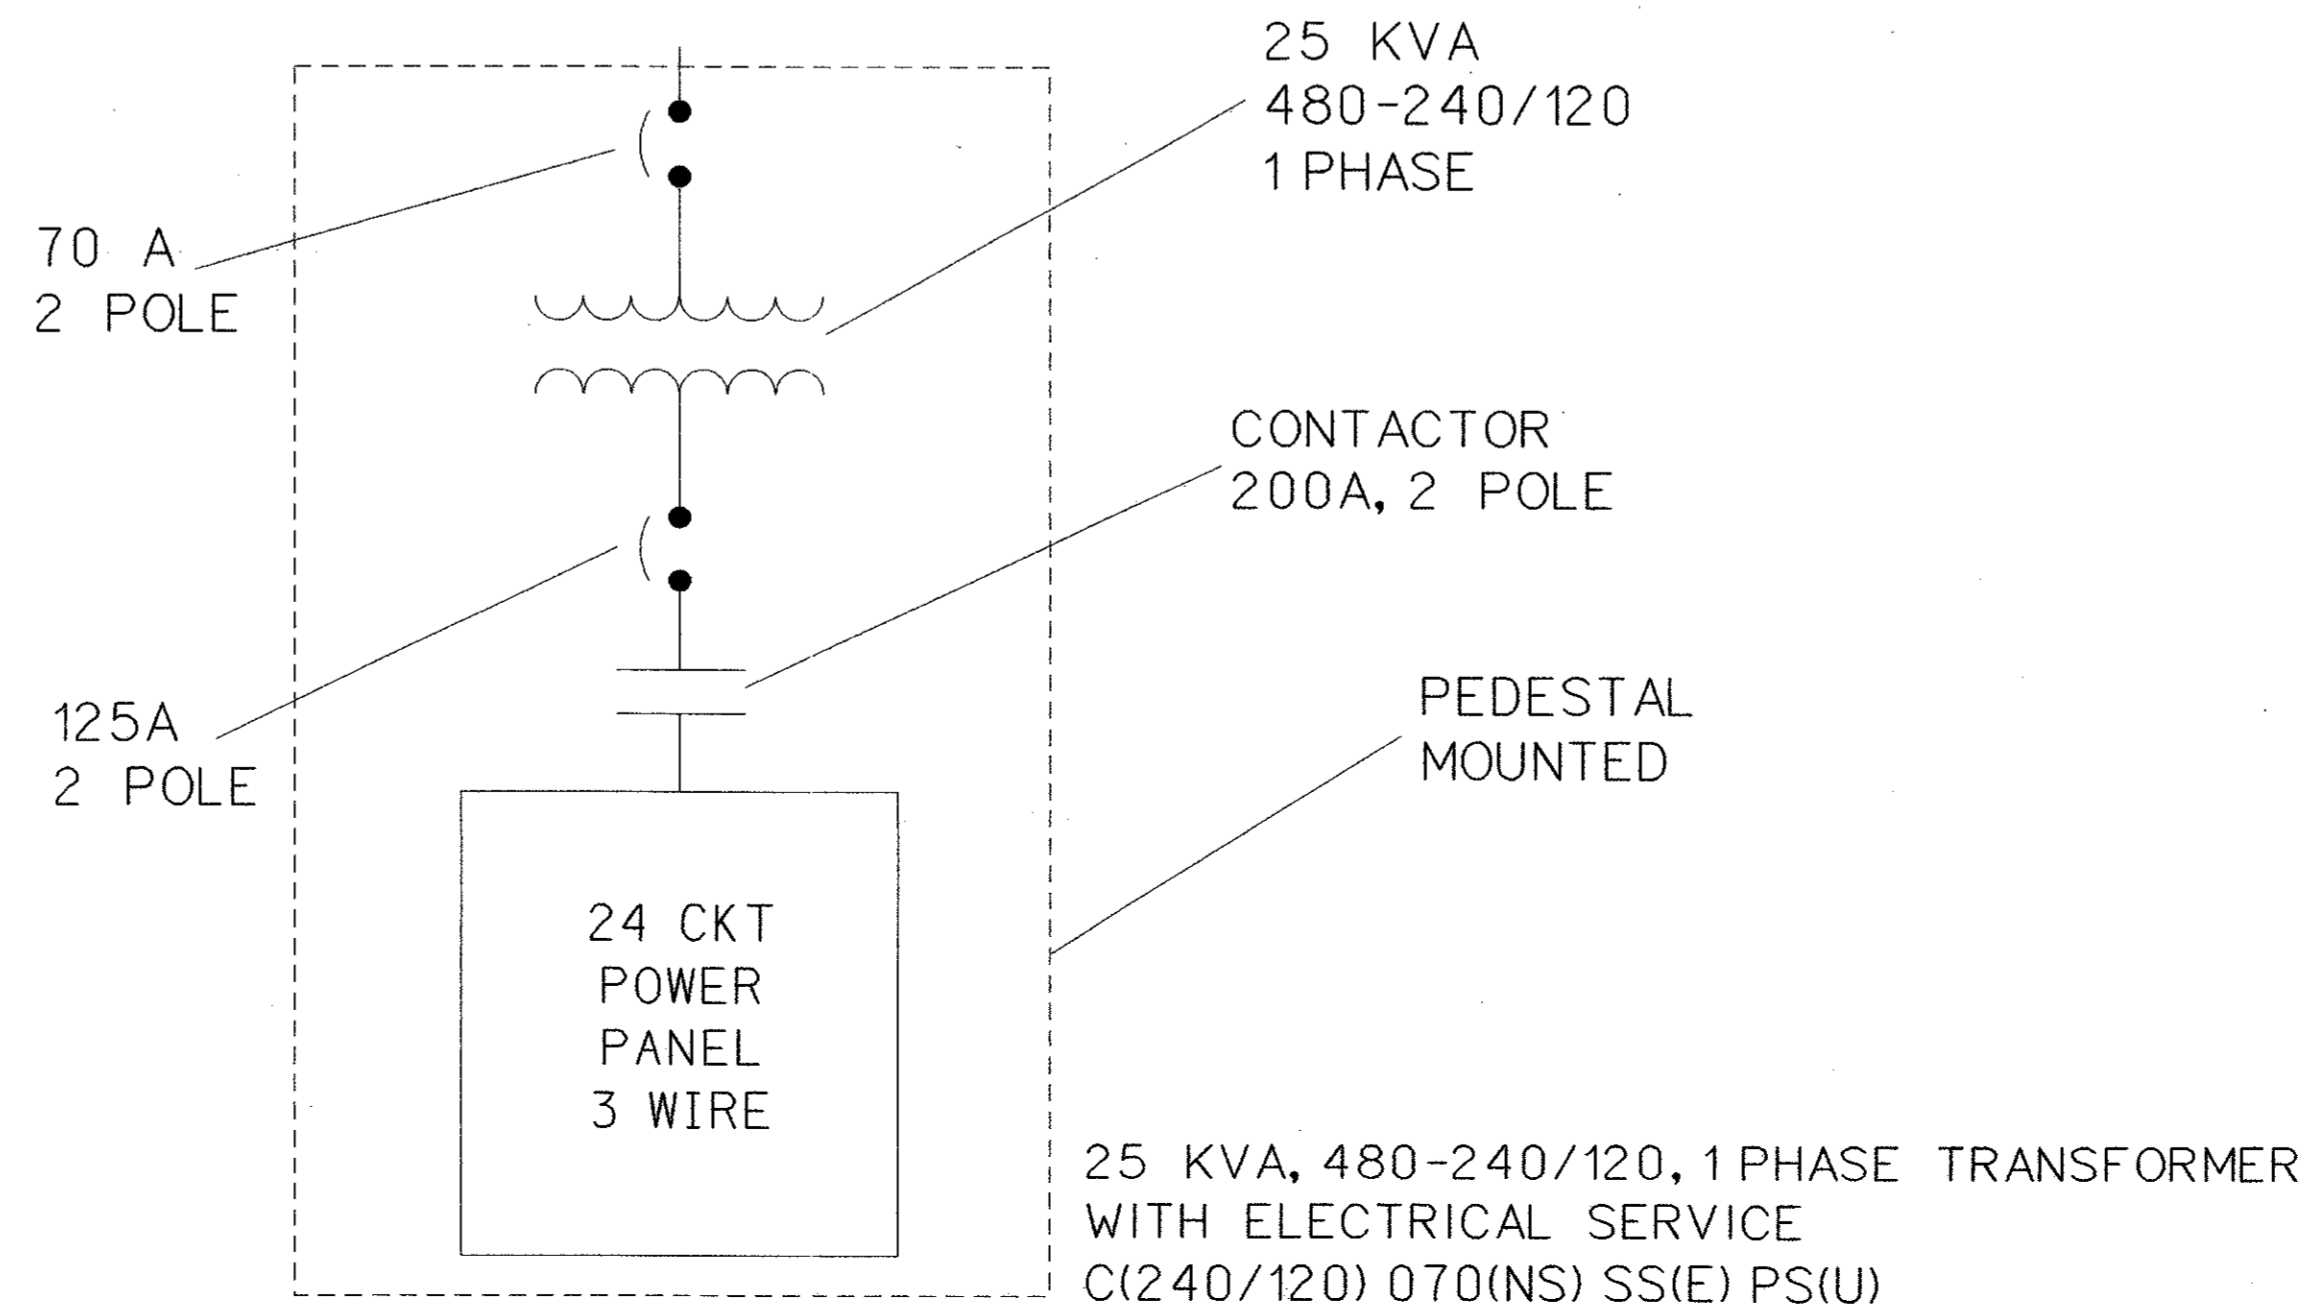 25 KVA
480-240/120
1 PHASE
70 A
2 POLE
CONTACTOR
200A, 2 POLE
125A
2 POLE
PEDESTAL
MOUNTED
24 CKT
POWER
PANEL
3 WIRE
25 KVA, 480-240/120, 1 PHASE TRANSFORMER
WITH ELECTRICAL SERVICE
C(240/120) 070(NS) SS(E) PS(U)